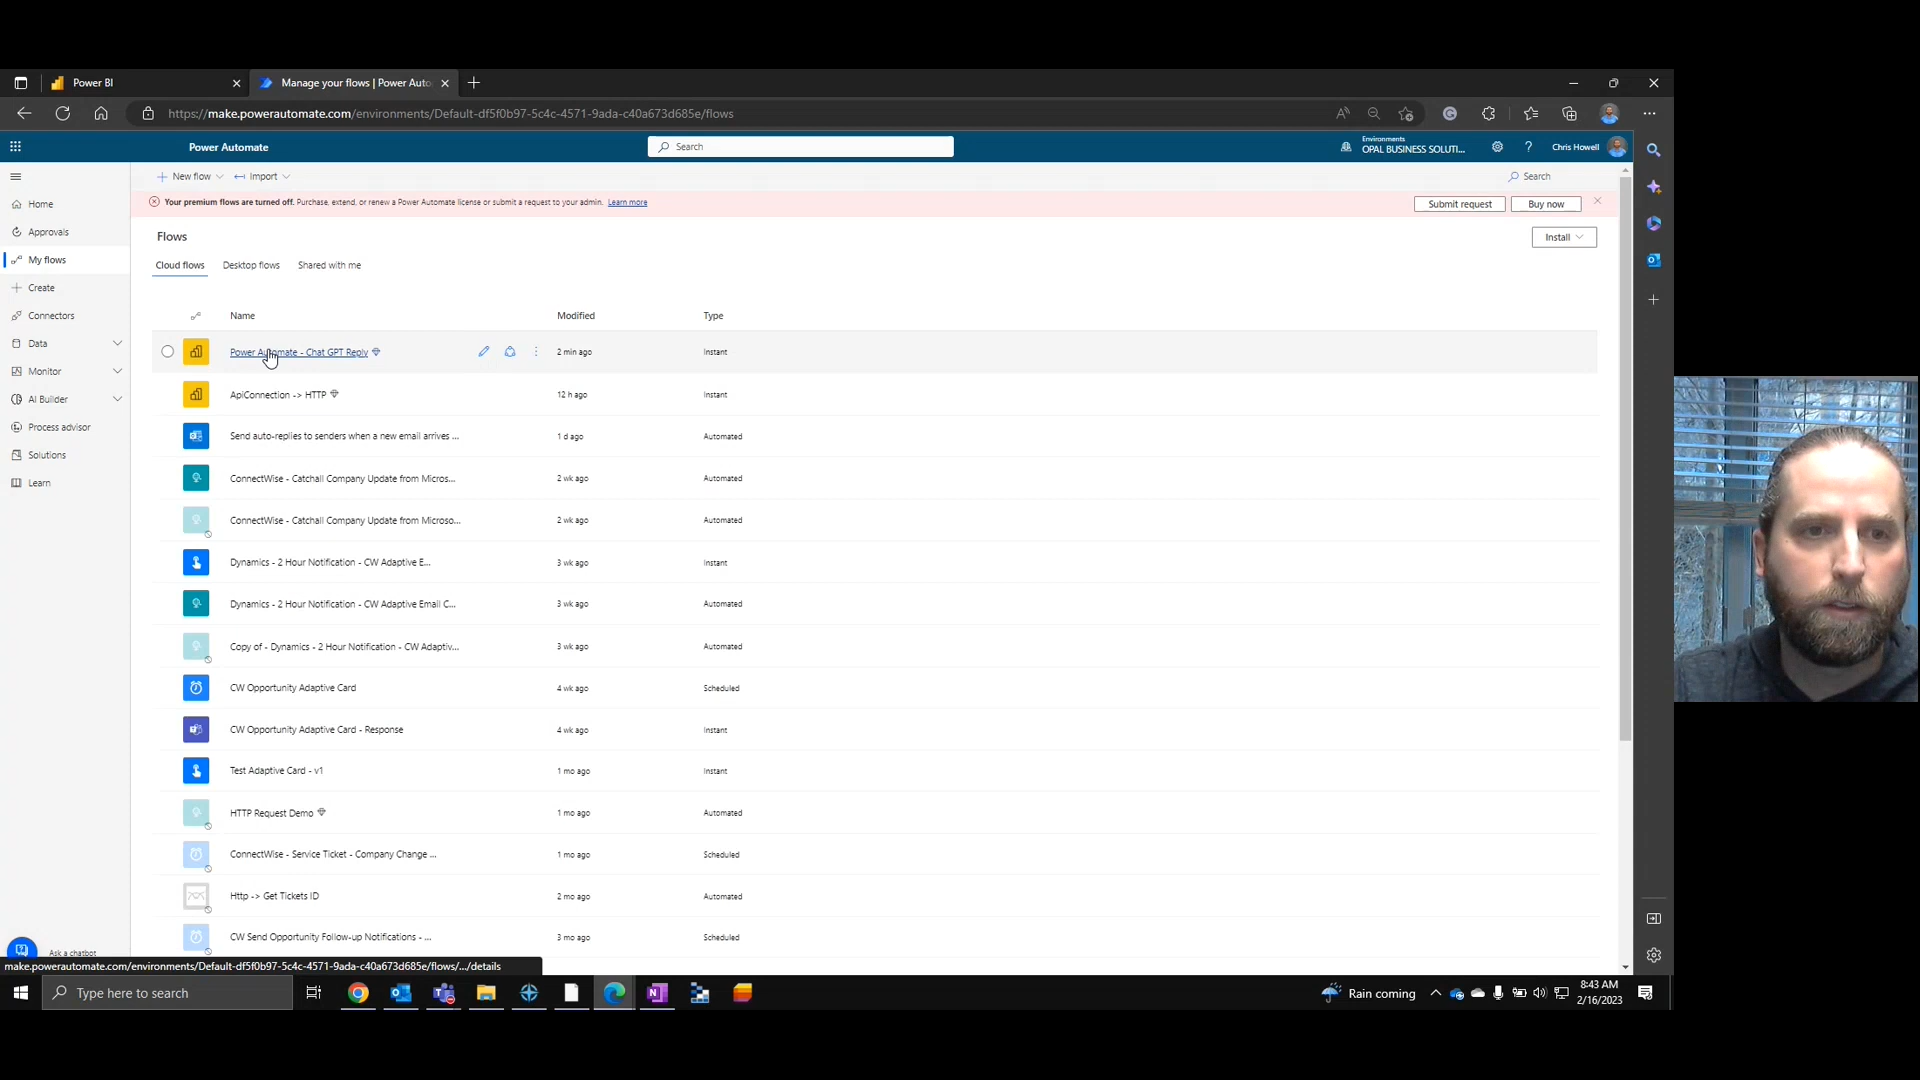 Power BI
Manage your flows | Power Auto
https://make.powerautomate.com/environments/Default-df5f0b97-5c4c-4571-9ada-c40a673d685e/flows
Power Automate
Search
Environments
OPAL BUSINESS SOLUTI...
Chris Howell
New flow
Import
Search
Your premium flows are turned off. Purchase, extend, or renew a Power Automate license or submit a request to your admin. Learn more
Submit request
Buy now
Home
Approvals
My flows
Create
Connectors
Data
Monitor
AI Builder
Process advisor
Solutions
Learn
Ask a chatbot
Flows
Install
Cloud flows
Desktop flows
Shared with me
Name Modified Type
Power Automate - Chat GPT Reply 2 min ago Instant
ApiConnection -> HTTP 12 h ago Instant
Send auto-replies to senders when a new email arrives ... 1 d ago Automated
ConnectWise - Catchall Company Update from Micros... 2 wk ago Automated
ConnectWise - Catchall Company Update from Microso... 2 wk ago Automated
Dynamics - 2 Hour Notification - CW Adaptive E... 3 wk ago Instant
Dynamics - 2 Hour Notification - CW Adaptive Email C... 3 wk ago Automated
Copy of - Dynamics - 2 Hour Notification - CW Adaptiv... 3 wk ago Automated
CW Opportunity Adaptive Card 4 wk ago Scheduled
CW Opportunity Adaptive Card - Response 4 wk ago Instant
Test Adaptive Card - v1 1 mo ago Instant
HTTP Request Demo 1 mo ago Automated
ConnectWise - Service Ticket - Company Change ... 1 mo ago Scheduled
Http -> Get Tickets ID 2 mo ago Automated
CW Send Opportunity Follow-up Notifications - ... 3 mo ago Scheduled
make.powerautomate.com/environments/Default-df5f0b97-5c4c-4571-9ada-c40a673d685e/flows/.../details
Type here to search
Rain coming
8:43 AM
2/16/2023